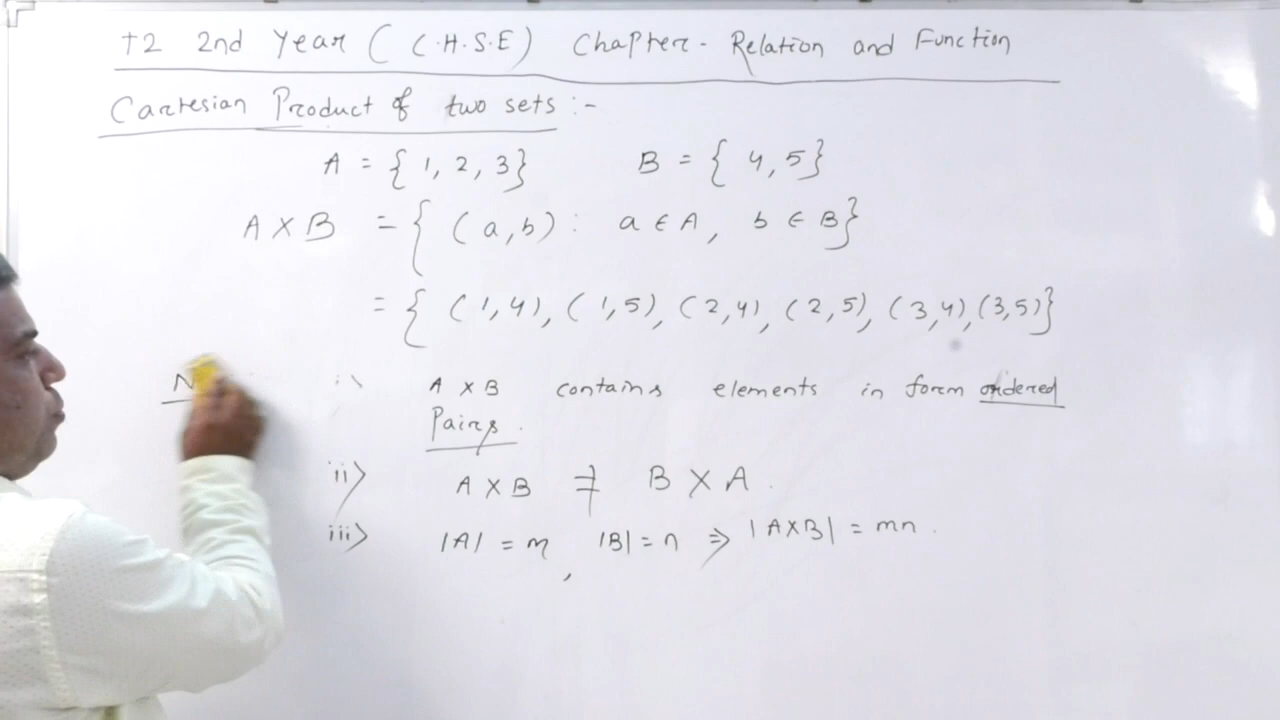 +2 2nd Year ( C.H.S.E) Chapter - Relation and Function
Cartesian Product of two sets :-
A = { 1, 2, 3} B = { 4, 5}
A X B = { (a,b) : a ∈ A, b ∈ B}
= { (1,4), (1,5), (2,4), (2,5), (3,4), (3,5)}
A X B contains elements in form ordered
Pairs.
ii> A X B ≠ B X A.
iii> |A| = m, |B| = n ⇒ |AXB| = mn.